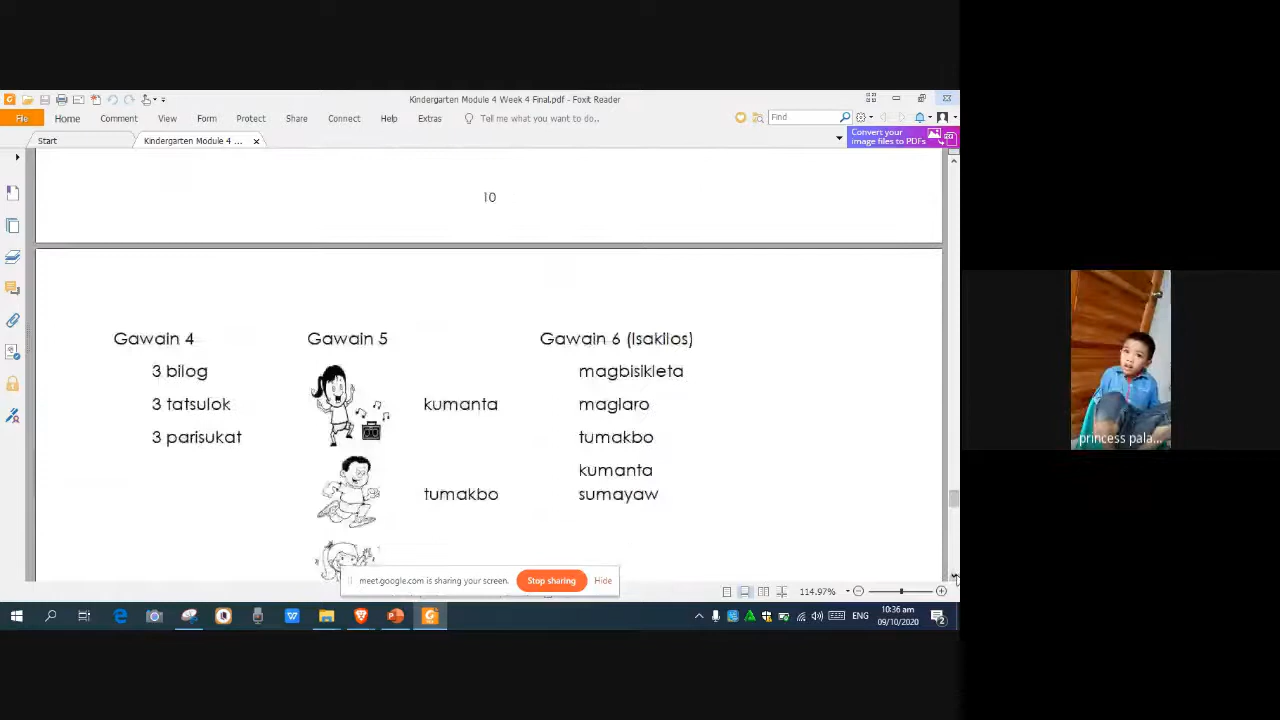 Kindergarten Module 4 Week 4 Final.pdf - Foxit Reader
File Home Comment View Form Protect Share Connect Help Extras Tell me what you want to do.. Find
Start Kindergarten Module 4 ...
Convert your
image files to PDFs
10
Gawain 4
3 bilog
3 tatsulok
3 parisukat
Gawain 5
kumanta
tumakbo
Gawain 6 (Isakilos)
magbisikleta
maglaro
tumakbo
kumanta
sumayaw
princess pala...
meet.google.com is sharing your screen. Stop sharing Hide
114.97%
ENG
10:36 am
09/10/2020
2